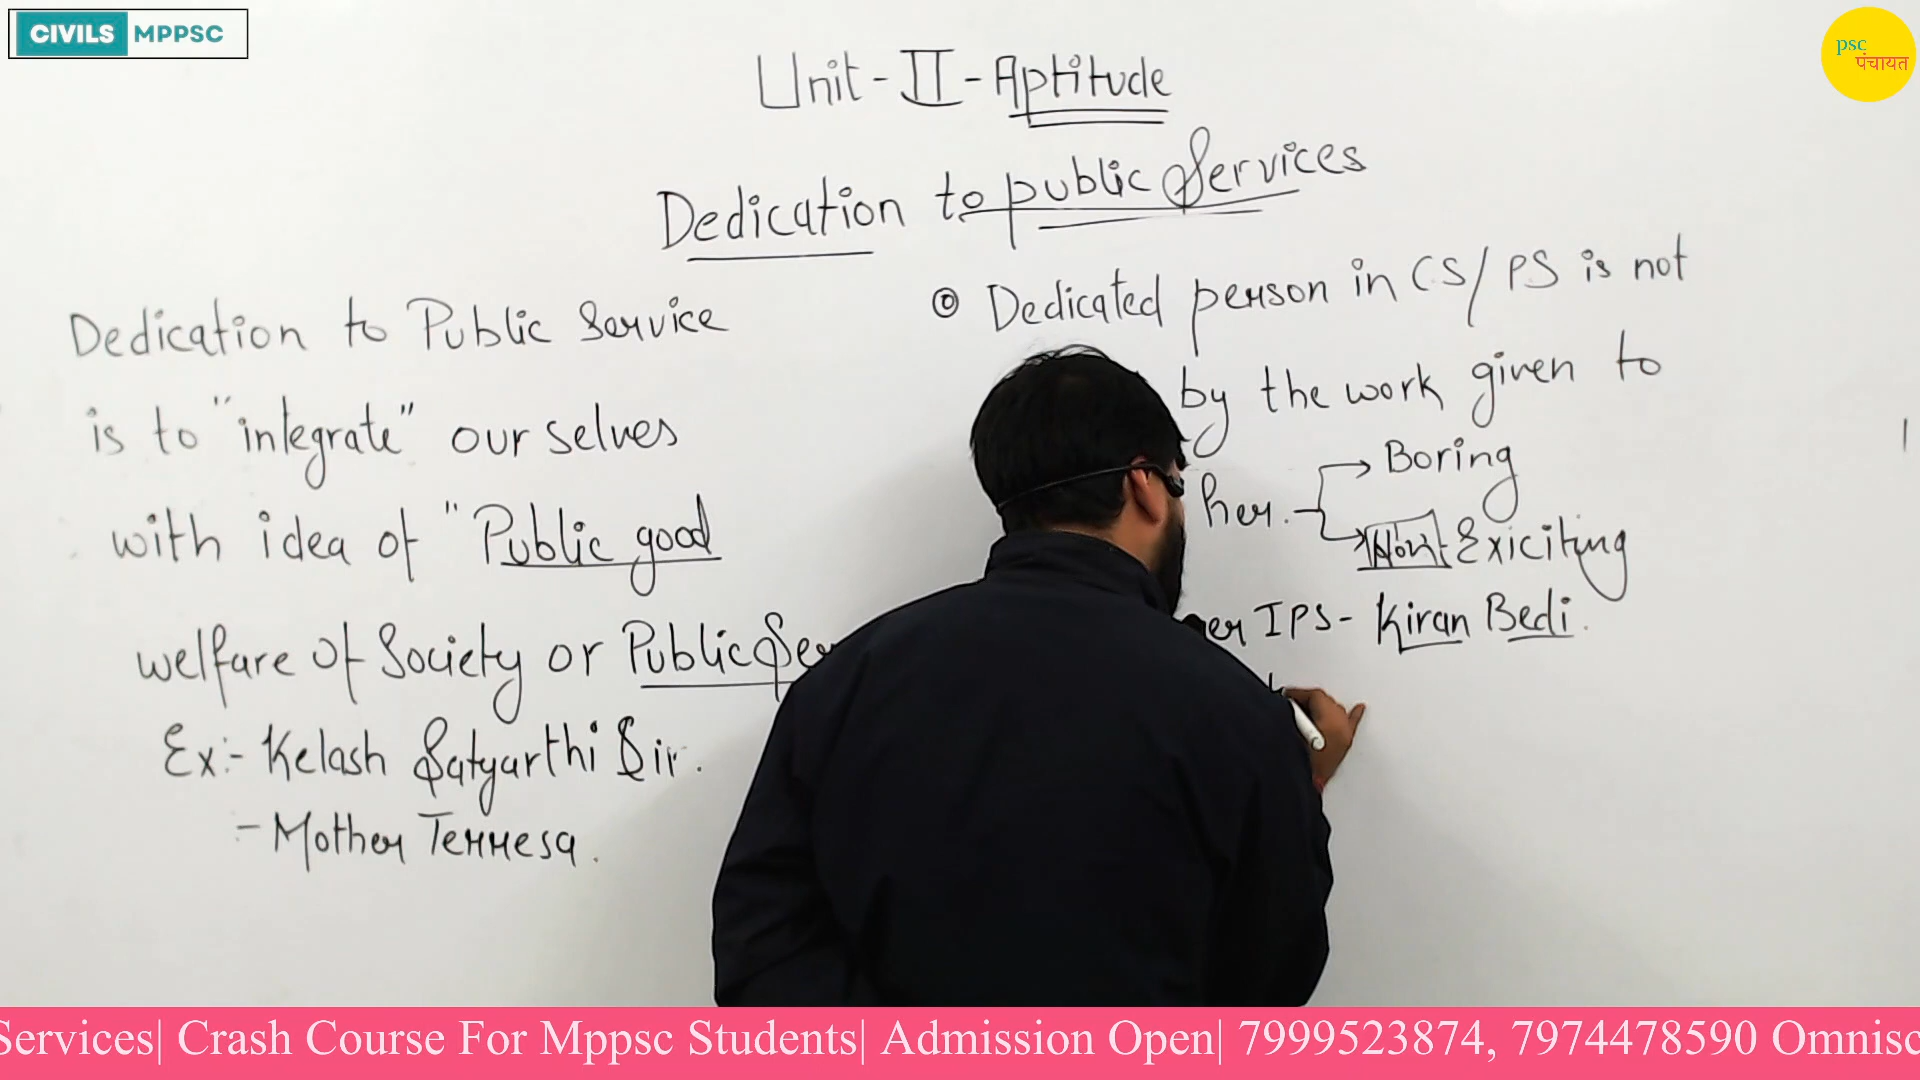 CIVILS MPPSC
psc
पंचायत
Unit - II - Aptitude
Dedication to public Services
Dedication to Public Service
is to "integrate" our selves
with idea of "Public good
welfare of Society or Public Ser
Ex:- Kelash Satyarthi Sir.
- Mother Terresa.
Dedicated person in CS/PS is not
by the work given to
her. Boring
Exiciting
IPS - Kiran Bedi.
Services| Crash Course For Mppsc Students| Admission Open| 7999523874, 7974478590 Omnisc